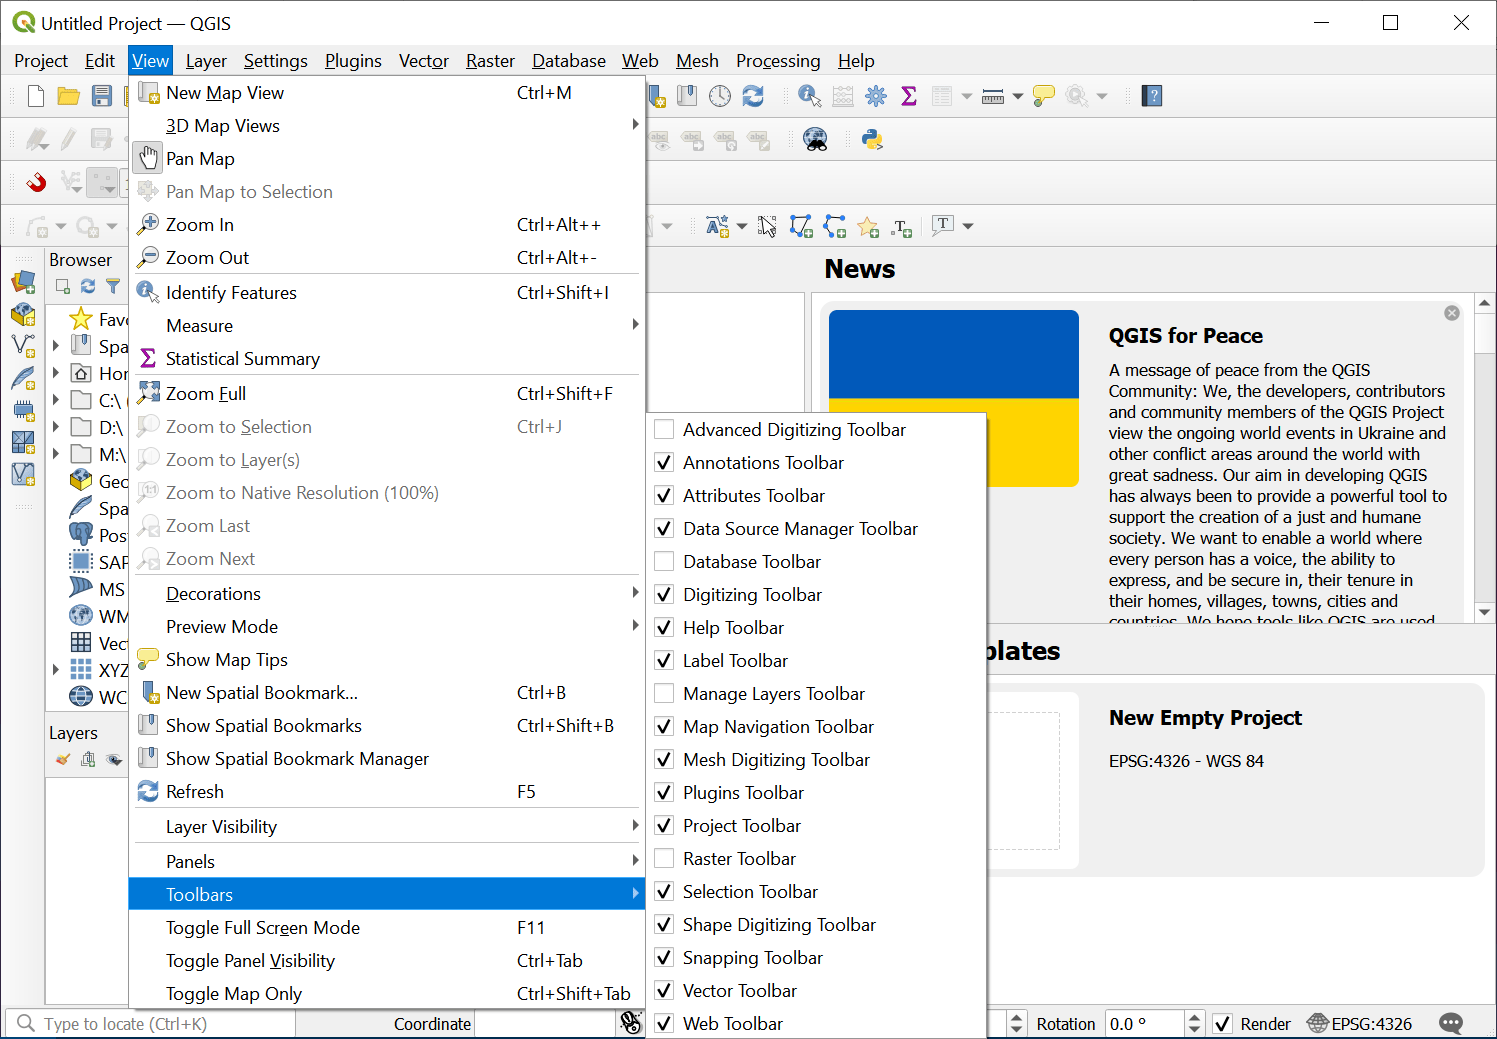 Untitled Project — QGIS
Project Edit View Layer Settings Plugins Vector Raster Database Web Mesh Processing Help
New Map View Ctrl+M
3D Map Views
Pan Map
Pan Map to Selection
Zoom In Ctrl+Alt++
Zoom Out Ctrl+Alt+-
Identify Features Ctrl+Shift+I
Measure
Statistical Summary
Zoom Full Ctrl+Shift+F
Zoom to Selection Ctrl+J
Zoom to Layer(s)
Zoom to Native Resolution (100%)
Zoom Last
Zoom Next
Decorations
Preview Mode
Show Map Tips
New Spatial Bookmark... Ctrl+B
Show Spatial Bookmarks Ctrl+Shift+B
Show Spatial Bookmark Manager
Refresh F5
Layer Visibility
Panels
Toolbars
Toggle Full Screen Mode F11
Toggle Panel Visibility Ctrl+Tab
Toggle Map Only Ctrl+Shift+Tab
Advanced Digitizing Toolbar
Annotations Toolbar
Attributes Toolbar
Data Source Manager Toolbar
Database Toolbar
Digitizing Toolbar
Help Toolbar
Label Toolbar
Manage Layers Toolbar
Map Navigation Toolbar
Mesh Digitizing Toolbar
Plugins Toolbar
Project Toolbar
Raster Toolbar
Selection Toolbar
Shape Digitizing Toolbar
Snapping Toolbar
Vector Toolbar
Web Toolbar
Browser
Favo
Spa
Hor
C:\ (
D:\
M:\
Geo
Spa
Pos
SAP
MS
WM
Vec
XYZ
WC
Layers
News
QGIS for Peace
A message of peace from the QGIS
Community: We, the developers, contributors
and community members of the QGIS Project
view the ongoing world events in Ukraine and
other conflict areas around the world with
great sadness. Our aim in developing QGIS
has always been to provide a powerful tool to
support the creation of a just and humane
society. We want to enable a world where
every person has a voice, the ability to
express, and be secure in, their tenure in
their homes, villages, towns, cities and
countries. We hope tools like QGIS are used
plates
New Empty Project
EPSG:4326 - WGS 84
Type to locate (Ctrl+K) Coordinate Rotation 0.0 ° Render EPSG:4326